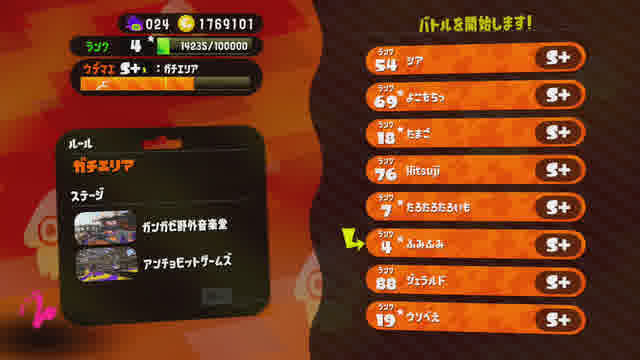 024 1769101
ランク 4★ 14235/100000
ウデマエ S+ : ガチエリア
ルール
ガチエリア
ステージ
ガンガゼ野外音楽堂
アンチョビットゲームズ
バトルを開始します!
ランク 54 シア S+
ランク 69★ よこもちっ S+
ランク 18★ たまご S+
ランク 76 Hitsuji S+
ランク 7★ たろたろたろいも S+
ランク 4★ ふみふみ S+
ランク 88 ジェラルド S+
ランク 19★ ウソべえ S+